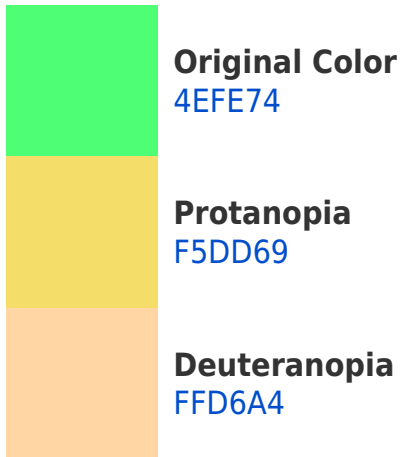 Original Color
4EFE74
Protanopia
F5DD69
Deuteranopia
FFD6A4